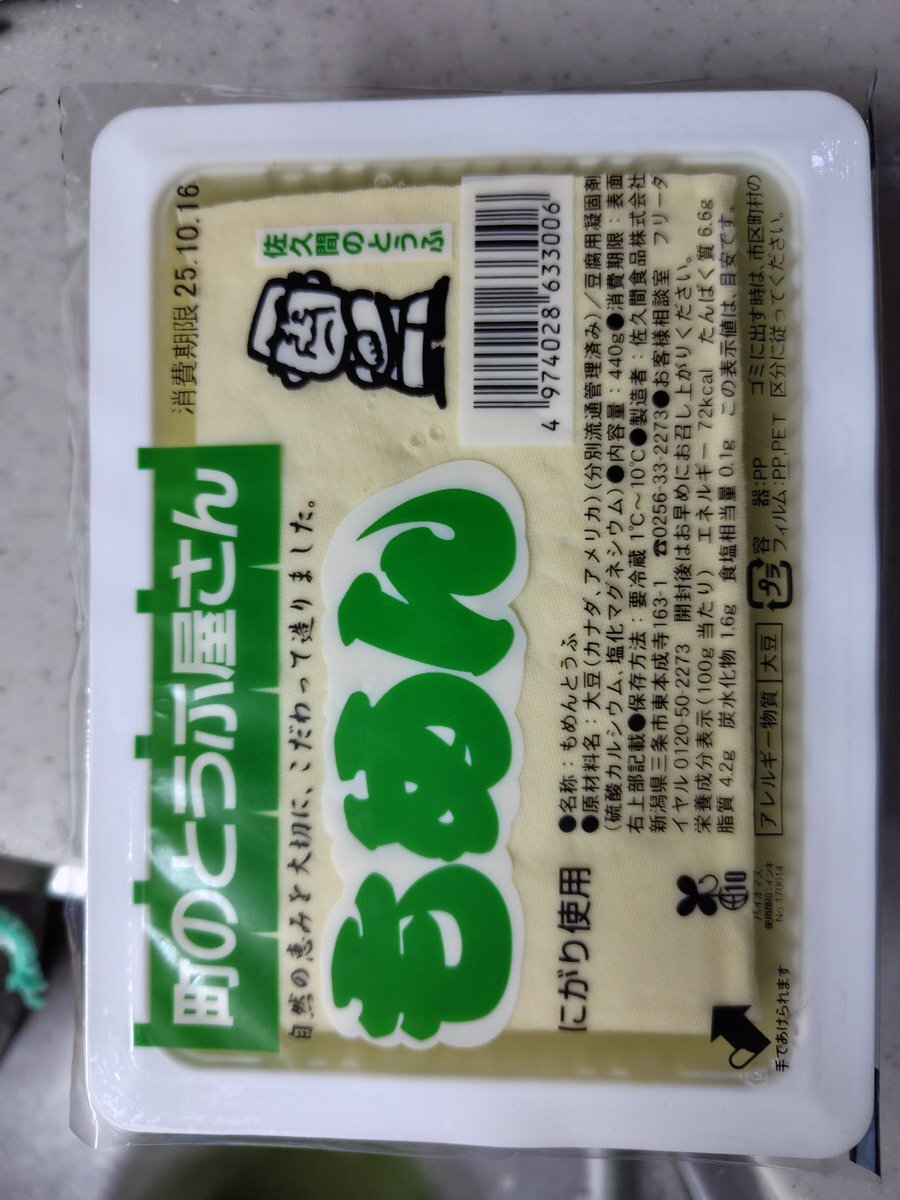 消費期限 25.10.16
町のとうふ屋さん
自然の恵みを大切に、こだわって造りました。
もめん
佐久間のとうふ
4 974028 633006
にがり使用
●名称：もめんとうふ
●原材料名：大豆(カナダ、アメリカ)(分別流通管理済み)／豆腐用凝固剤
(硫酸カルシウム、塩化マグネシウム)●内容量：440g●消費期限：表面
右上部記載●保存方法：要冷蔵1℃～10℃●製造者：佐久間食品株式会社
新潟県三条市東本成寺163-1 ☎0256-33-2273●お客様相談室 フリーダ
イヤル0120-50-2273 開封後はお早めにお召し上がりください。
栄養成分表示(100g当たり) エネルギー 72kcal たんぱく質 6.6g
脂質 4.2g 炭水化物 1.6g 食塩相当量 0.1g この表示値は、目安です。
アレルギー物質 大豆
プラ
容 器:PP
フィルム:PP,PET
ゴミに出す時は、市区町村の
区分に従ってください。
10
バイオマス
No 170014
手であけられます